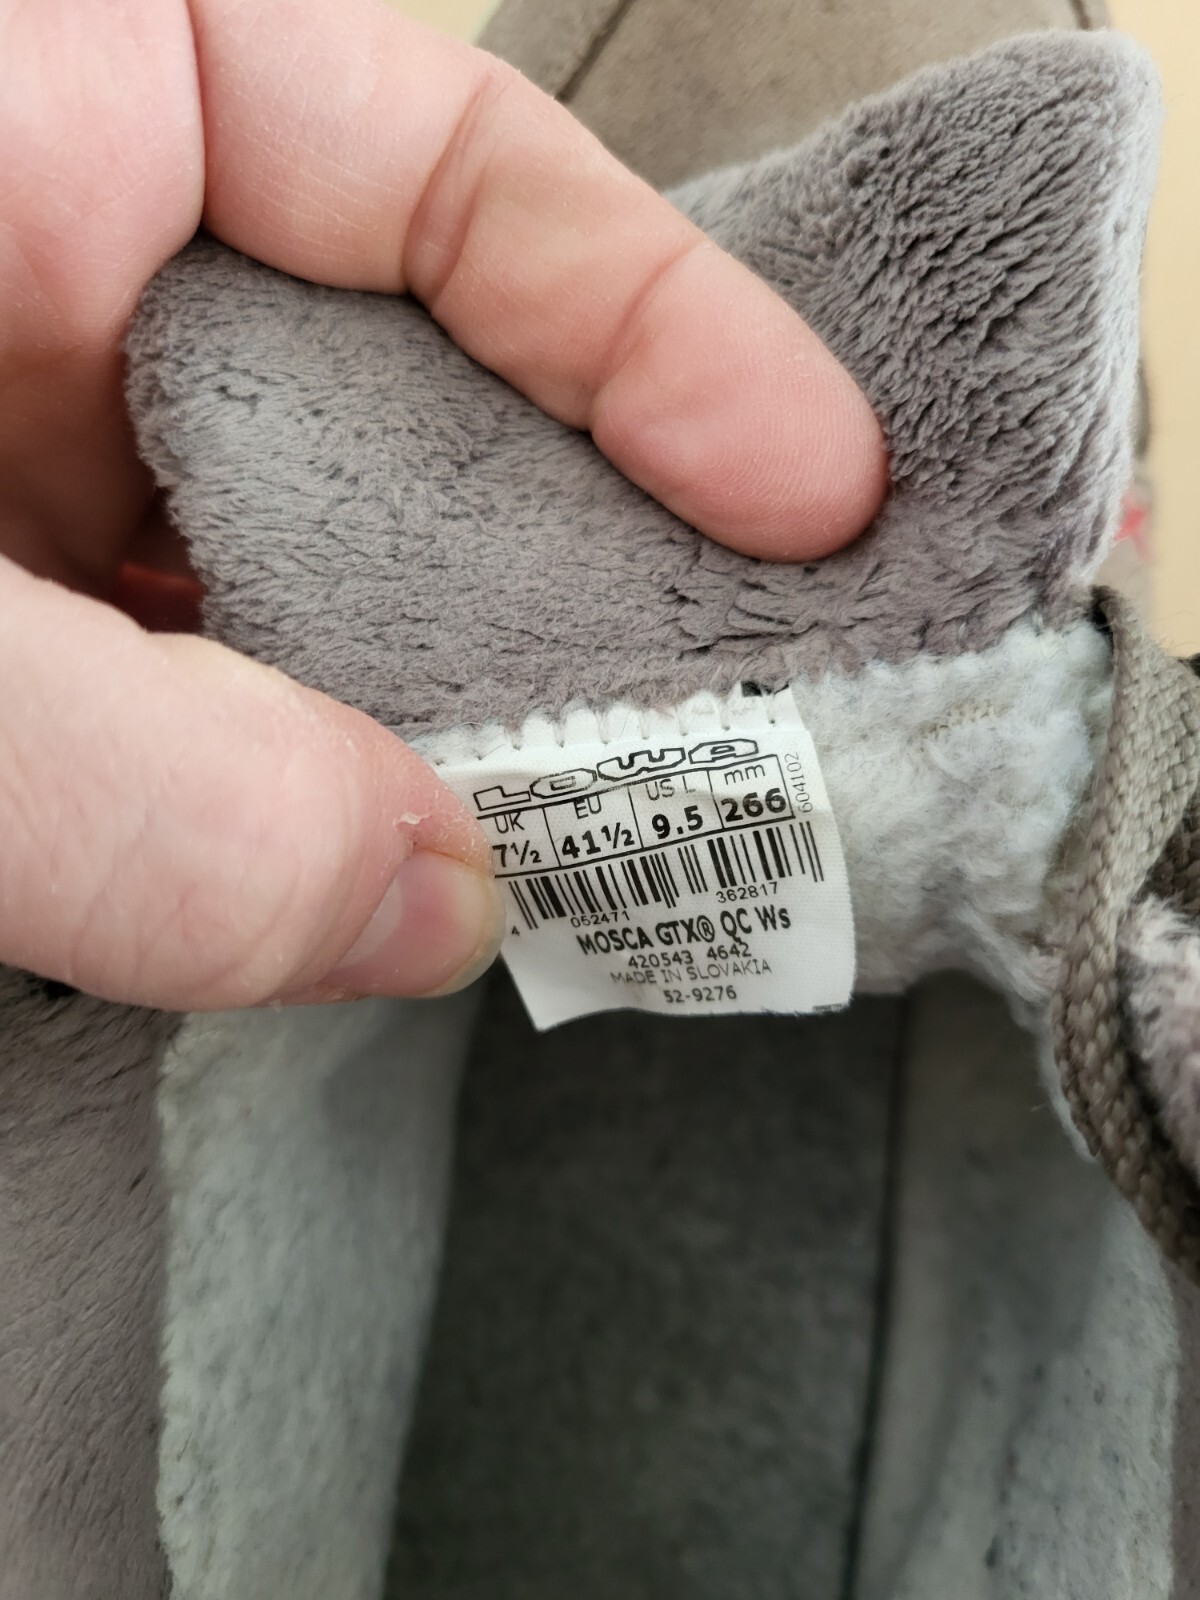 LOWA
UK EU US L mm
7½ 41½ 9.5 266
604102
4 052471 362817
MOSCA GTX® QC Ws
420543 4642
MADE IN SLOVAKIA
52-9276